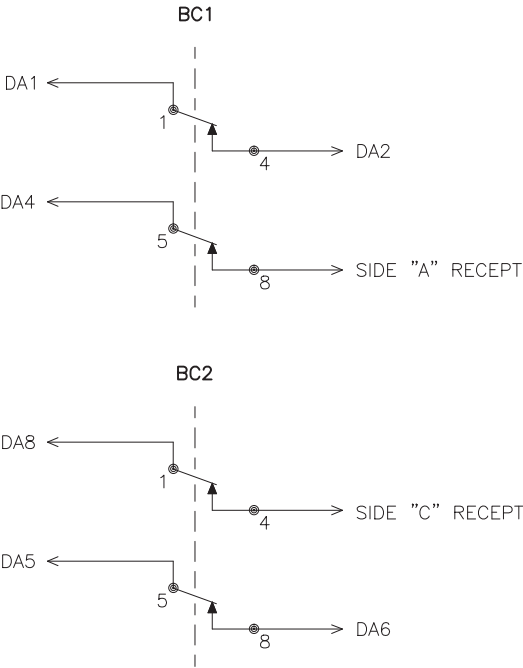 BC1
DA1
1
4
DA2
DA4
5
8
SIDE "A" RECEPT
BC2
DA8
1
4
SIDE "C" RECEPT
DA5
5
8
DA6